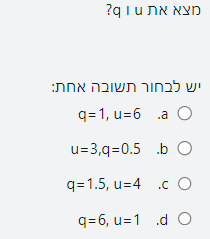 מצא את u ו q?
יש לבחור תשובה אחת:
a. q=1, u=6
b. u=3,q=0.5
c. q=1.5, u=4
d. q=6, u=1